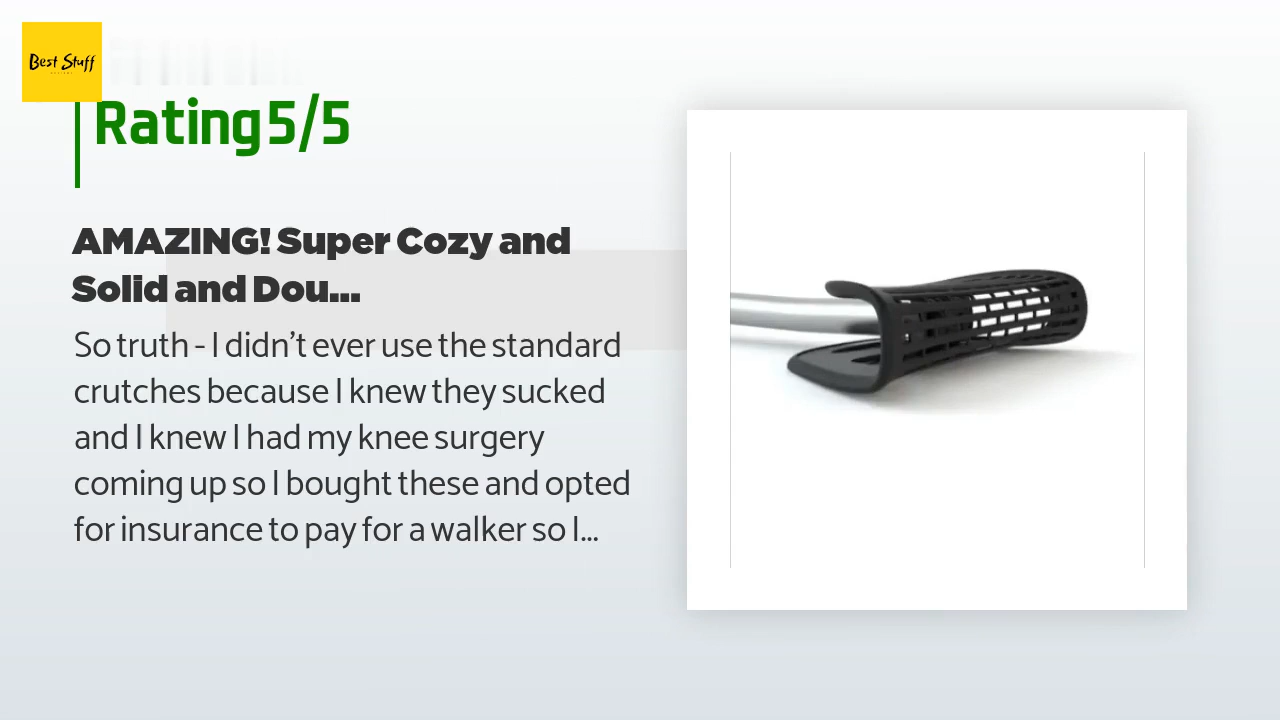 Best Stuff
Rating 5/5
AMAZING! Super Cozy and
Solid and Dou...
So truth - I didn't ever use the standard
crutches because I knew they sucked
and I knew I had my knee surgery
coming up so I bought these and opted
for insurance to pay for a walker so I...